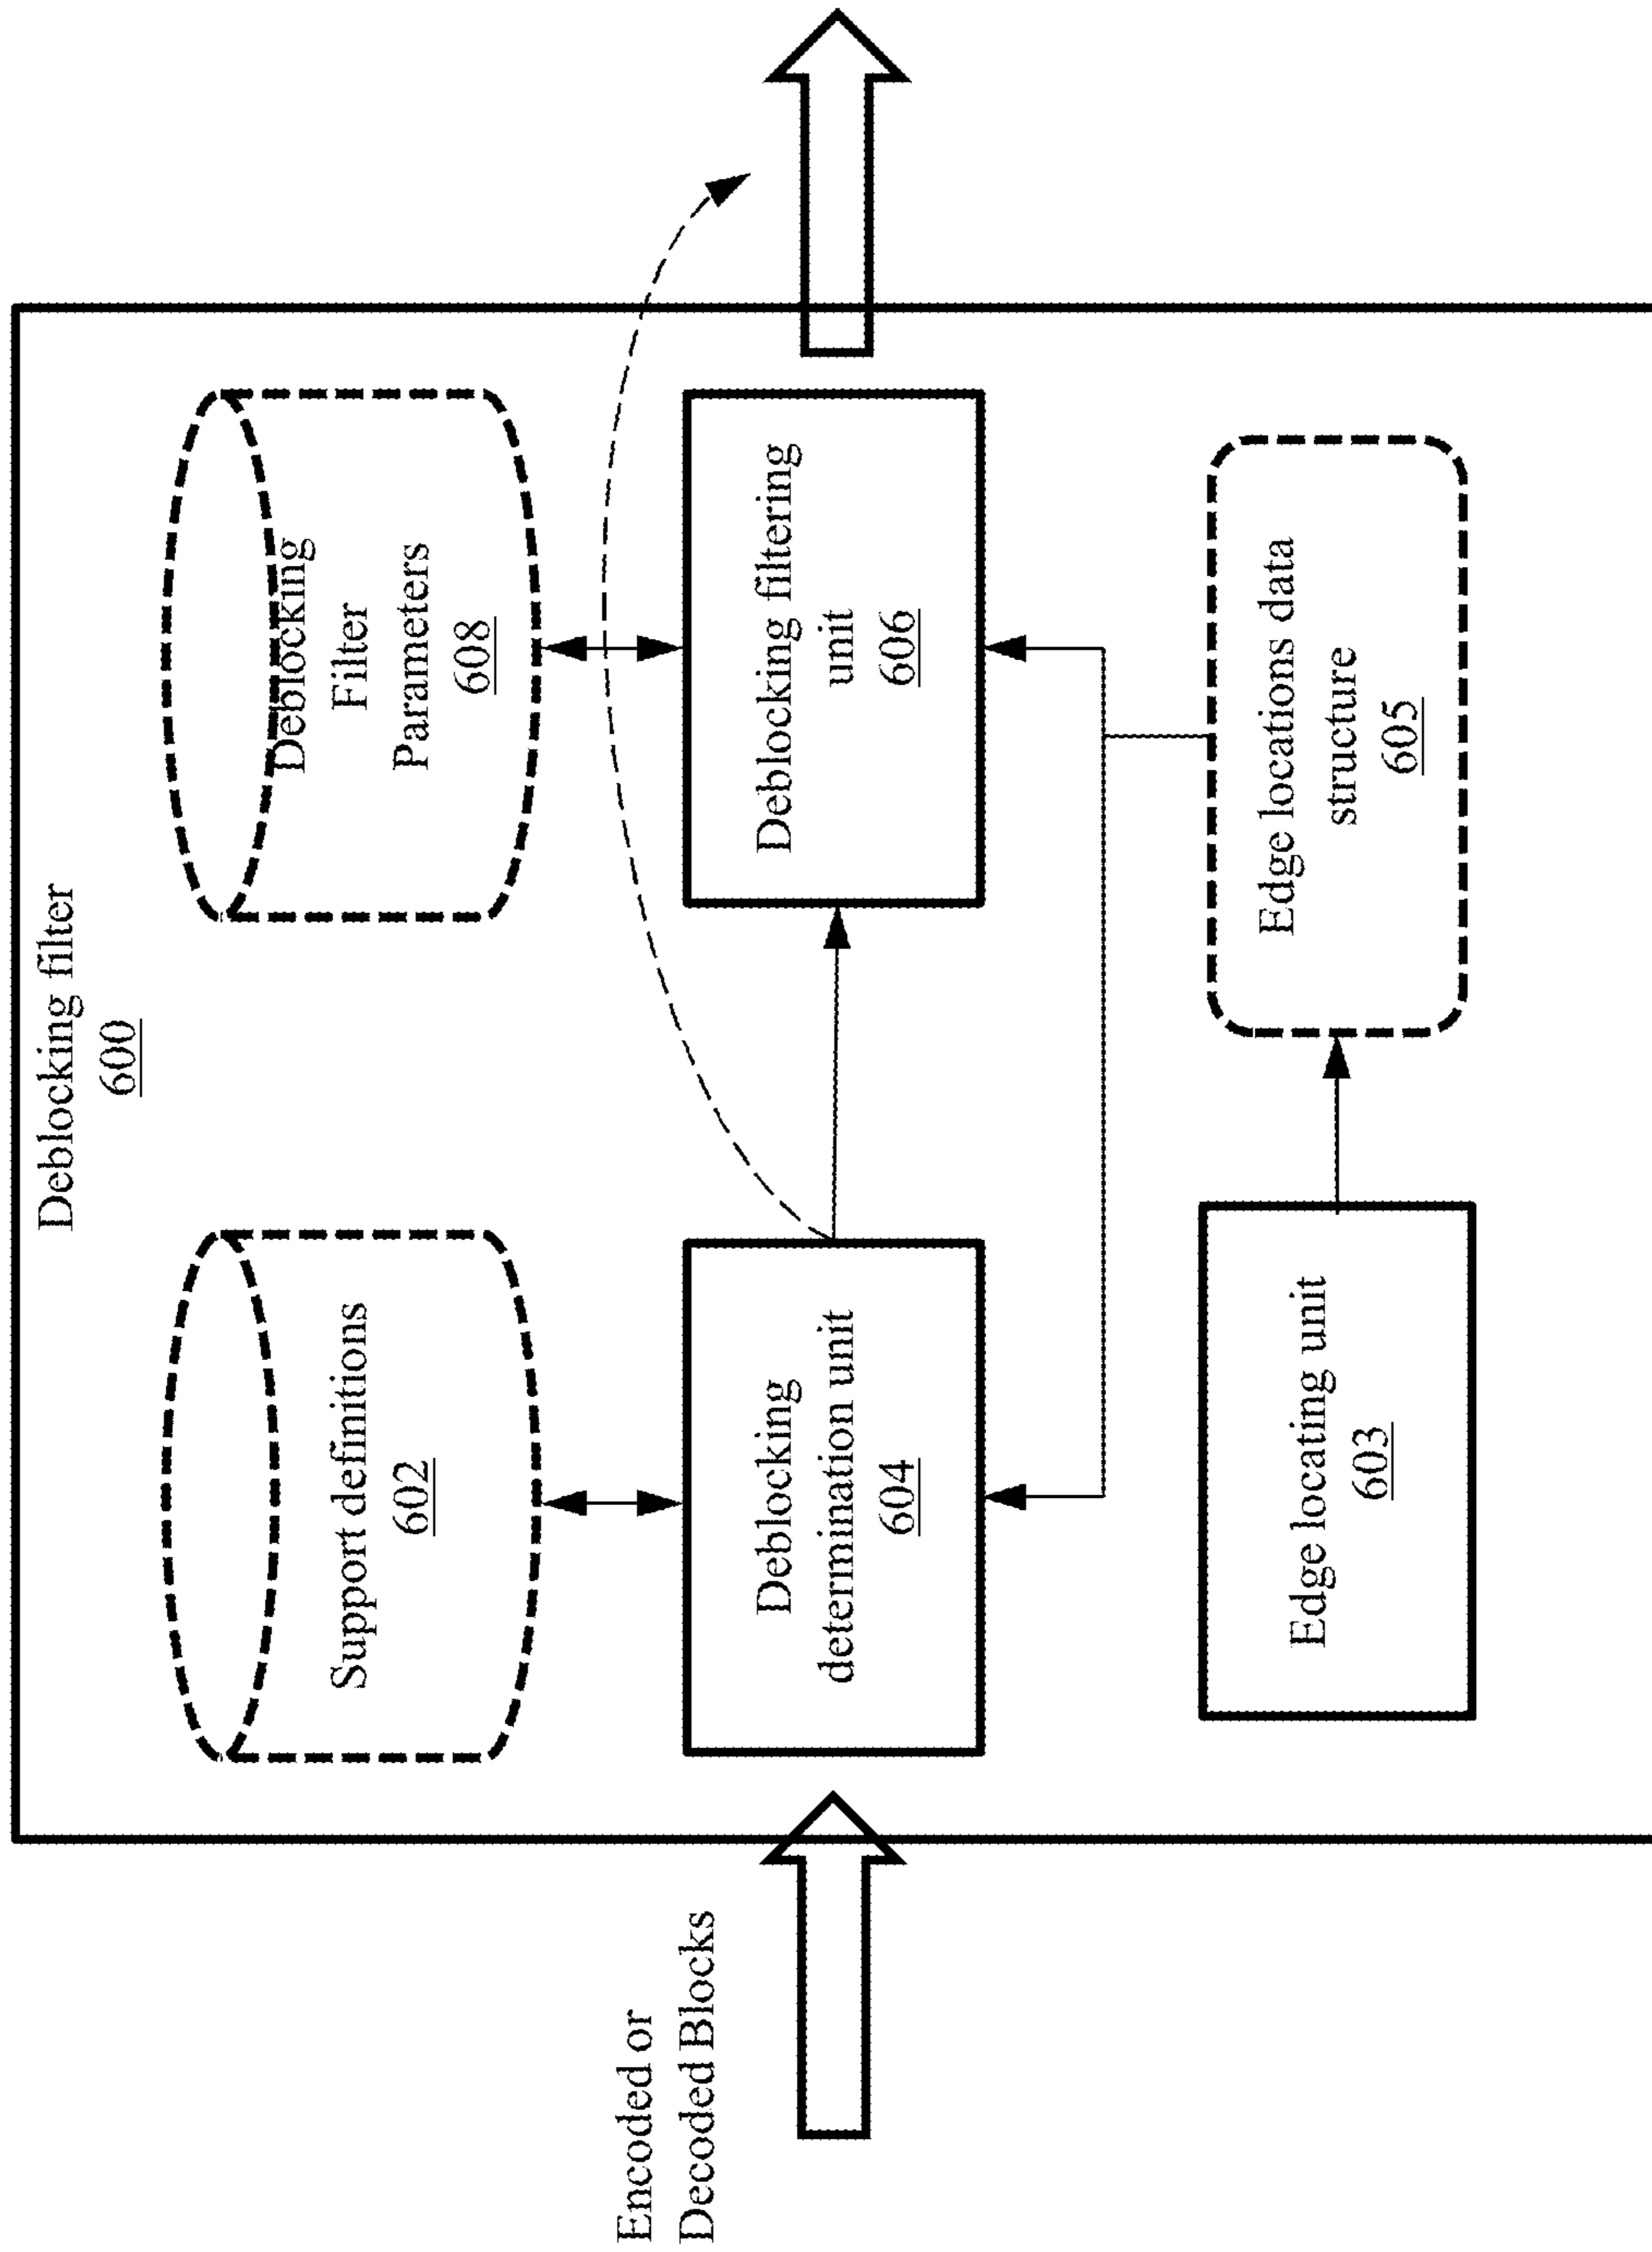 Deblocking filter
600
Encoded or
Decoded Blocks
Support definitions
602
Deblocking
Filter
Parameters
608
Deblocking
determination unit
604
Deblocking filtering
unit
606
Edge locating unit
603
Edge locations data
structure
605